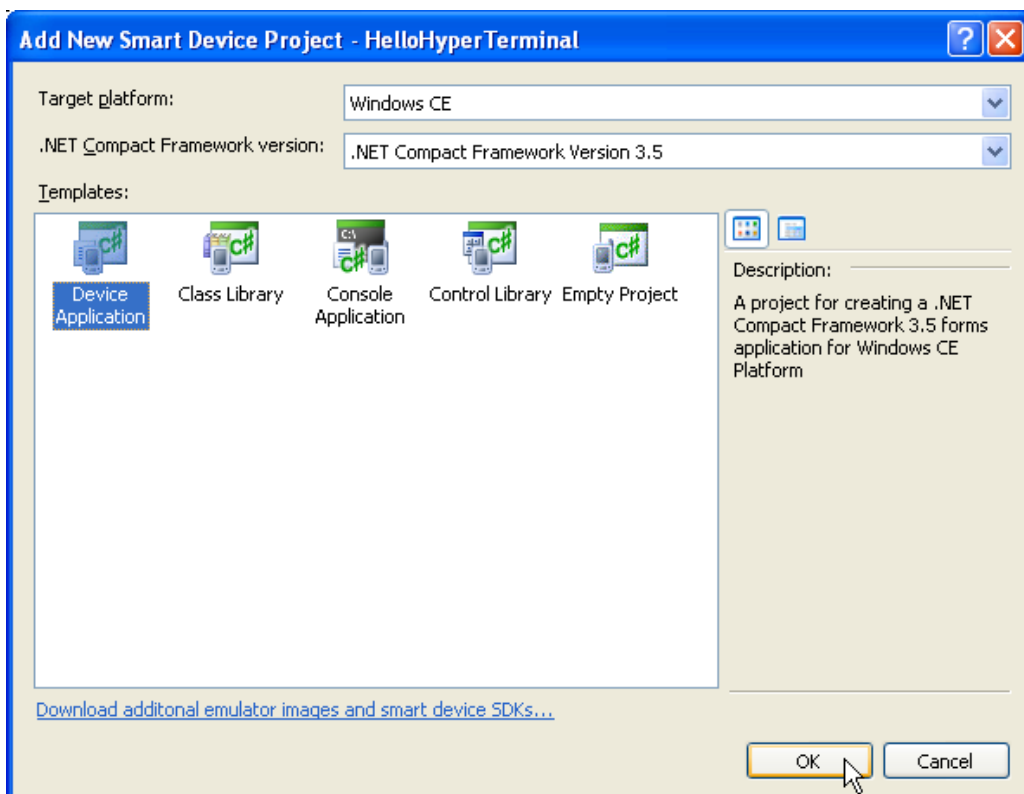 Add New Smart Device Project - HelloHyperTerminal
Target platform:
Windows CE
.NET Compact Framework version:
.NET Compact Framework Version 3.5
Templates:
Device Application
Class Library
Console Application
Control Library
Empty Project
Description:
A project for creating a .NET
Compact Framework 3.5 forms
application for Windows CE
Platform
Download additonal emulator images and smart device SDKs...
OK
Cancel